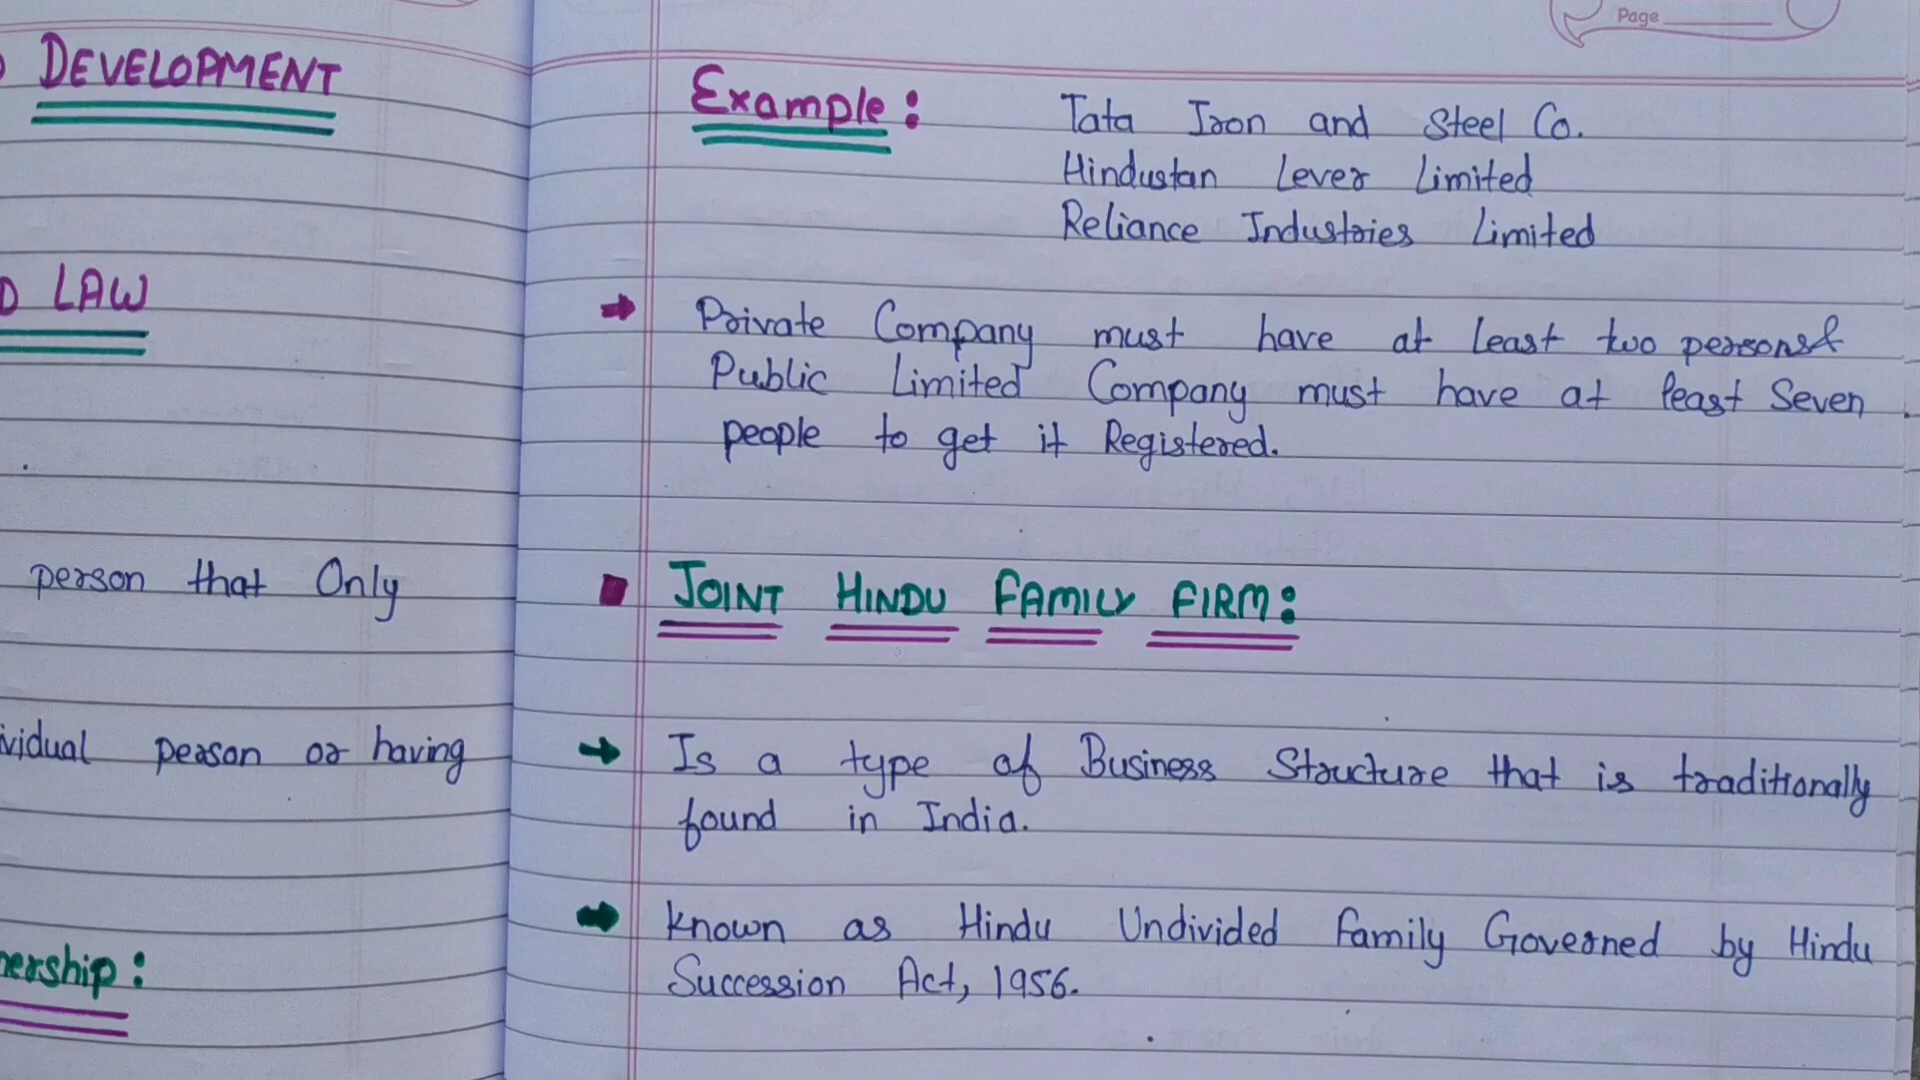 DEVELOPMENT
LAW
person that Only
person or having
Page
Example:
Tata Iron and Steel Co.
Hindustan Lever Limited
Reliance Industries Limited
Private Company must have at least two persons &
Public Limited Company must have at least Seven
people to get it Registered.
JOINT HINDU FAMILY FIRM:
Is a type of Business Structure that is traditionally
found in India.
Known as Hindu Undivided Family Governed by Hindu
Succession Act, 1956.